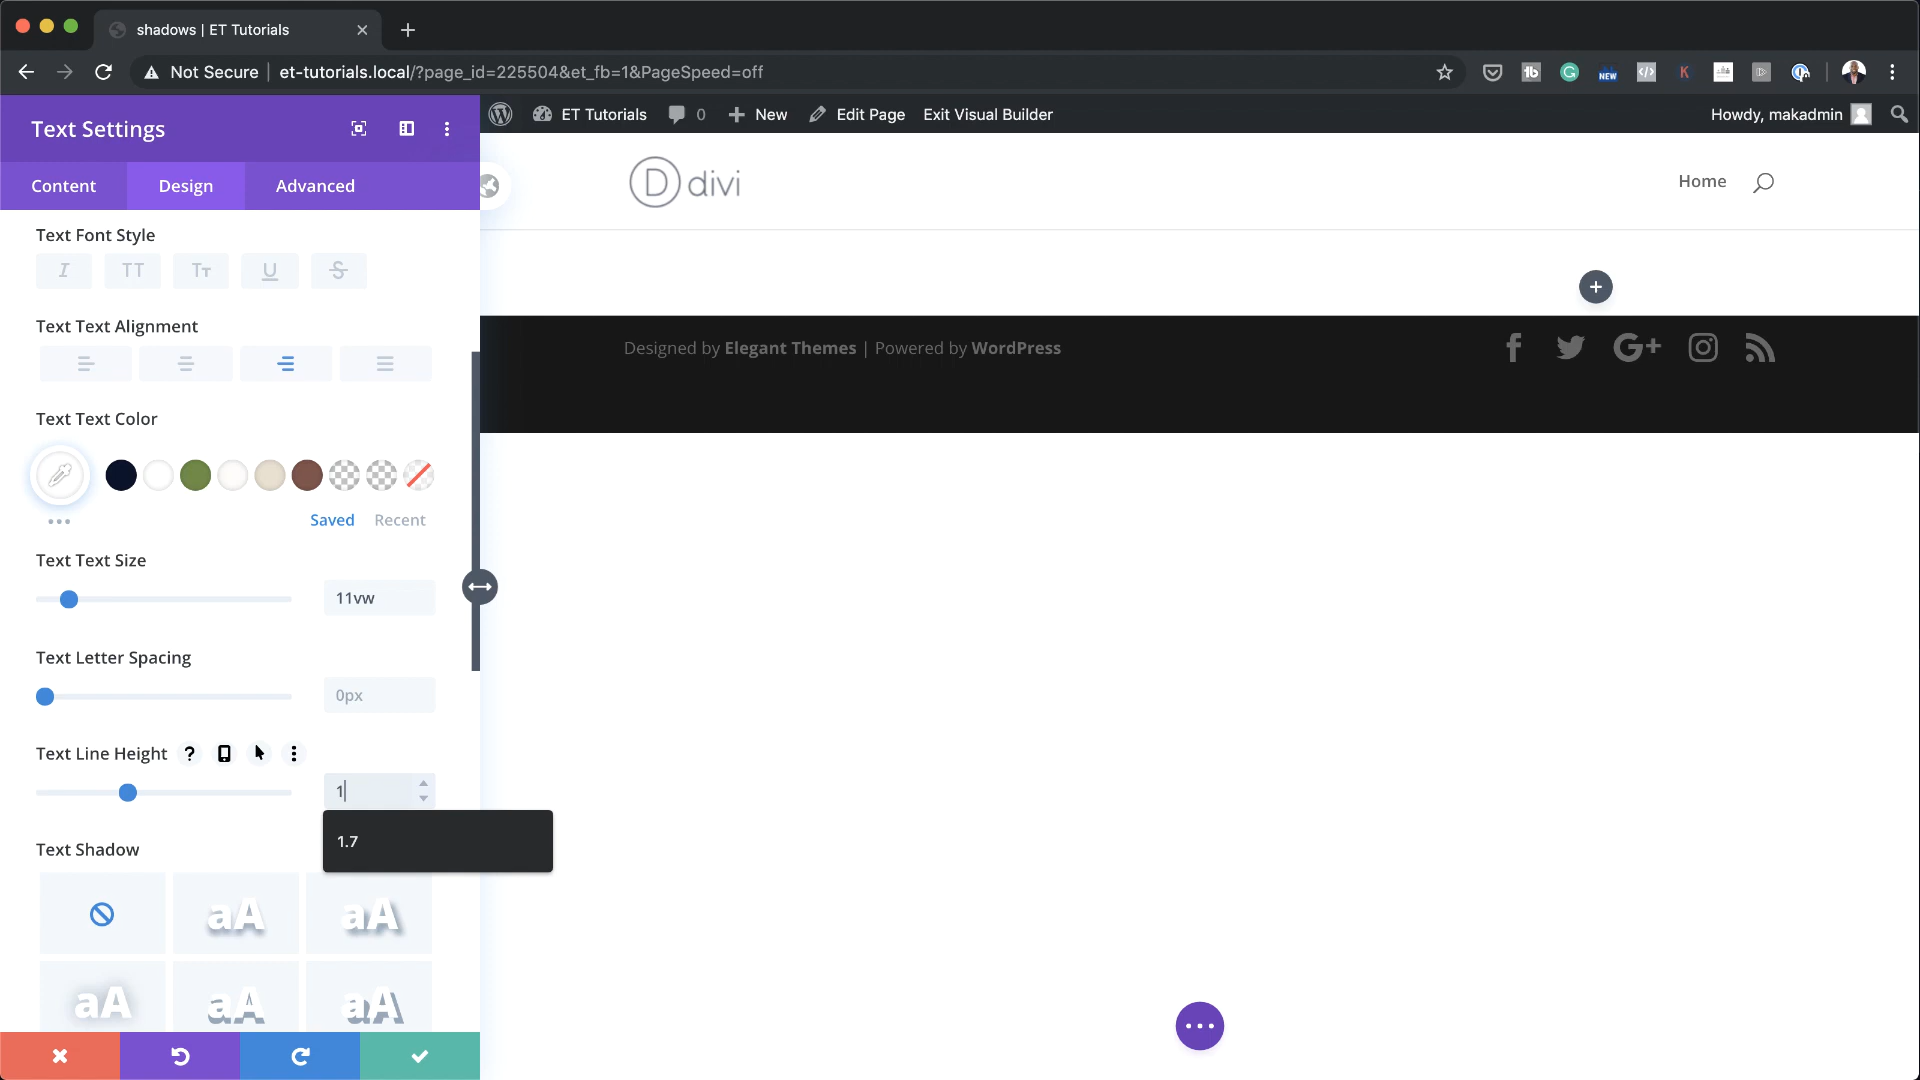 shadows | ET Tutorials
Not Secure | et-tutorials.local/?page_id=225504&et_fb=1&PageSpeed=off
NEW
K
Text Settings
ET Tutorials 0 New Edit Page Exit Visual Builder Howdy, makadmin
Content Design Advanced
D divi
Home
Text Font Style
I TT Tт U S
Text Text Alignment
Designed by Elegant Themes | Powered by WordPress
Text Text Color
Saved Recent
Text Text Size
11vw
Text Letter Spacing
0px
Text Line Height ?
1
1.7
Text Shadow
aA aA
aA aA aA